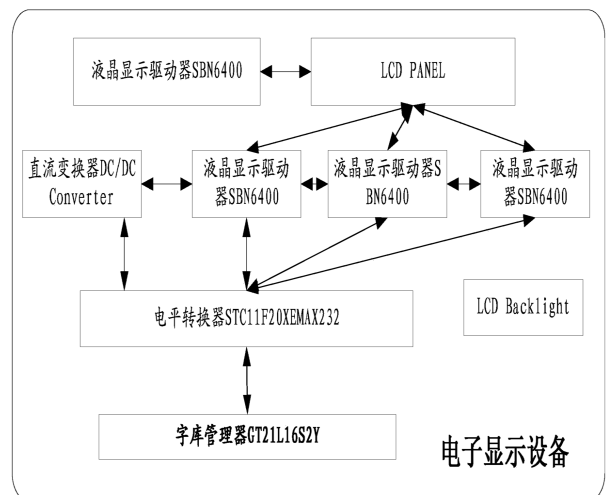 液晶显示驱动器SBN6400
LCD PANEL
直流变换器DC/DC
Converter
液晶显示驱动
器SBN6400
液晶显示驱动器S
BN6400
液晶显示驱动
器SBN6400
电平转换器STC11F20XEMAX232
LCD Backlight
字库管理器GT21L16S2Y
电子显示设备